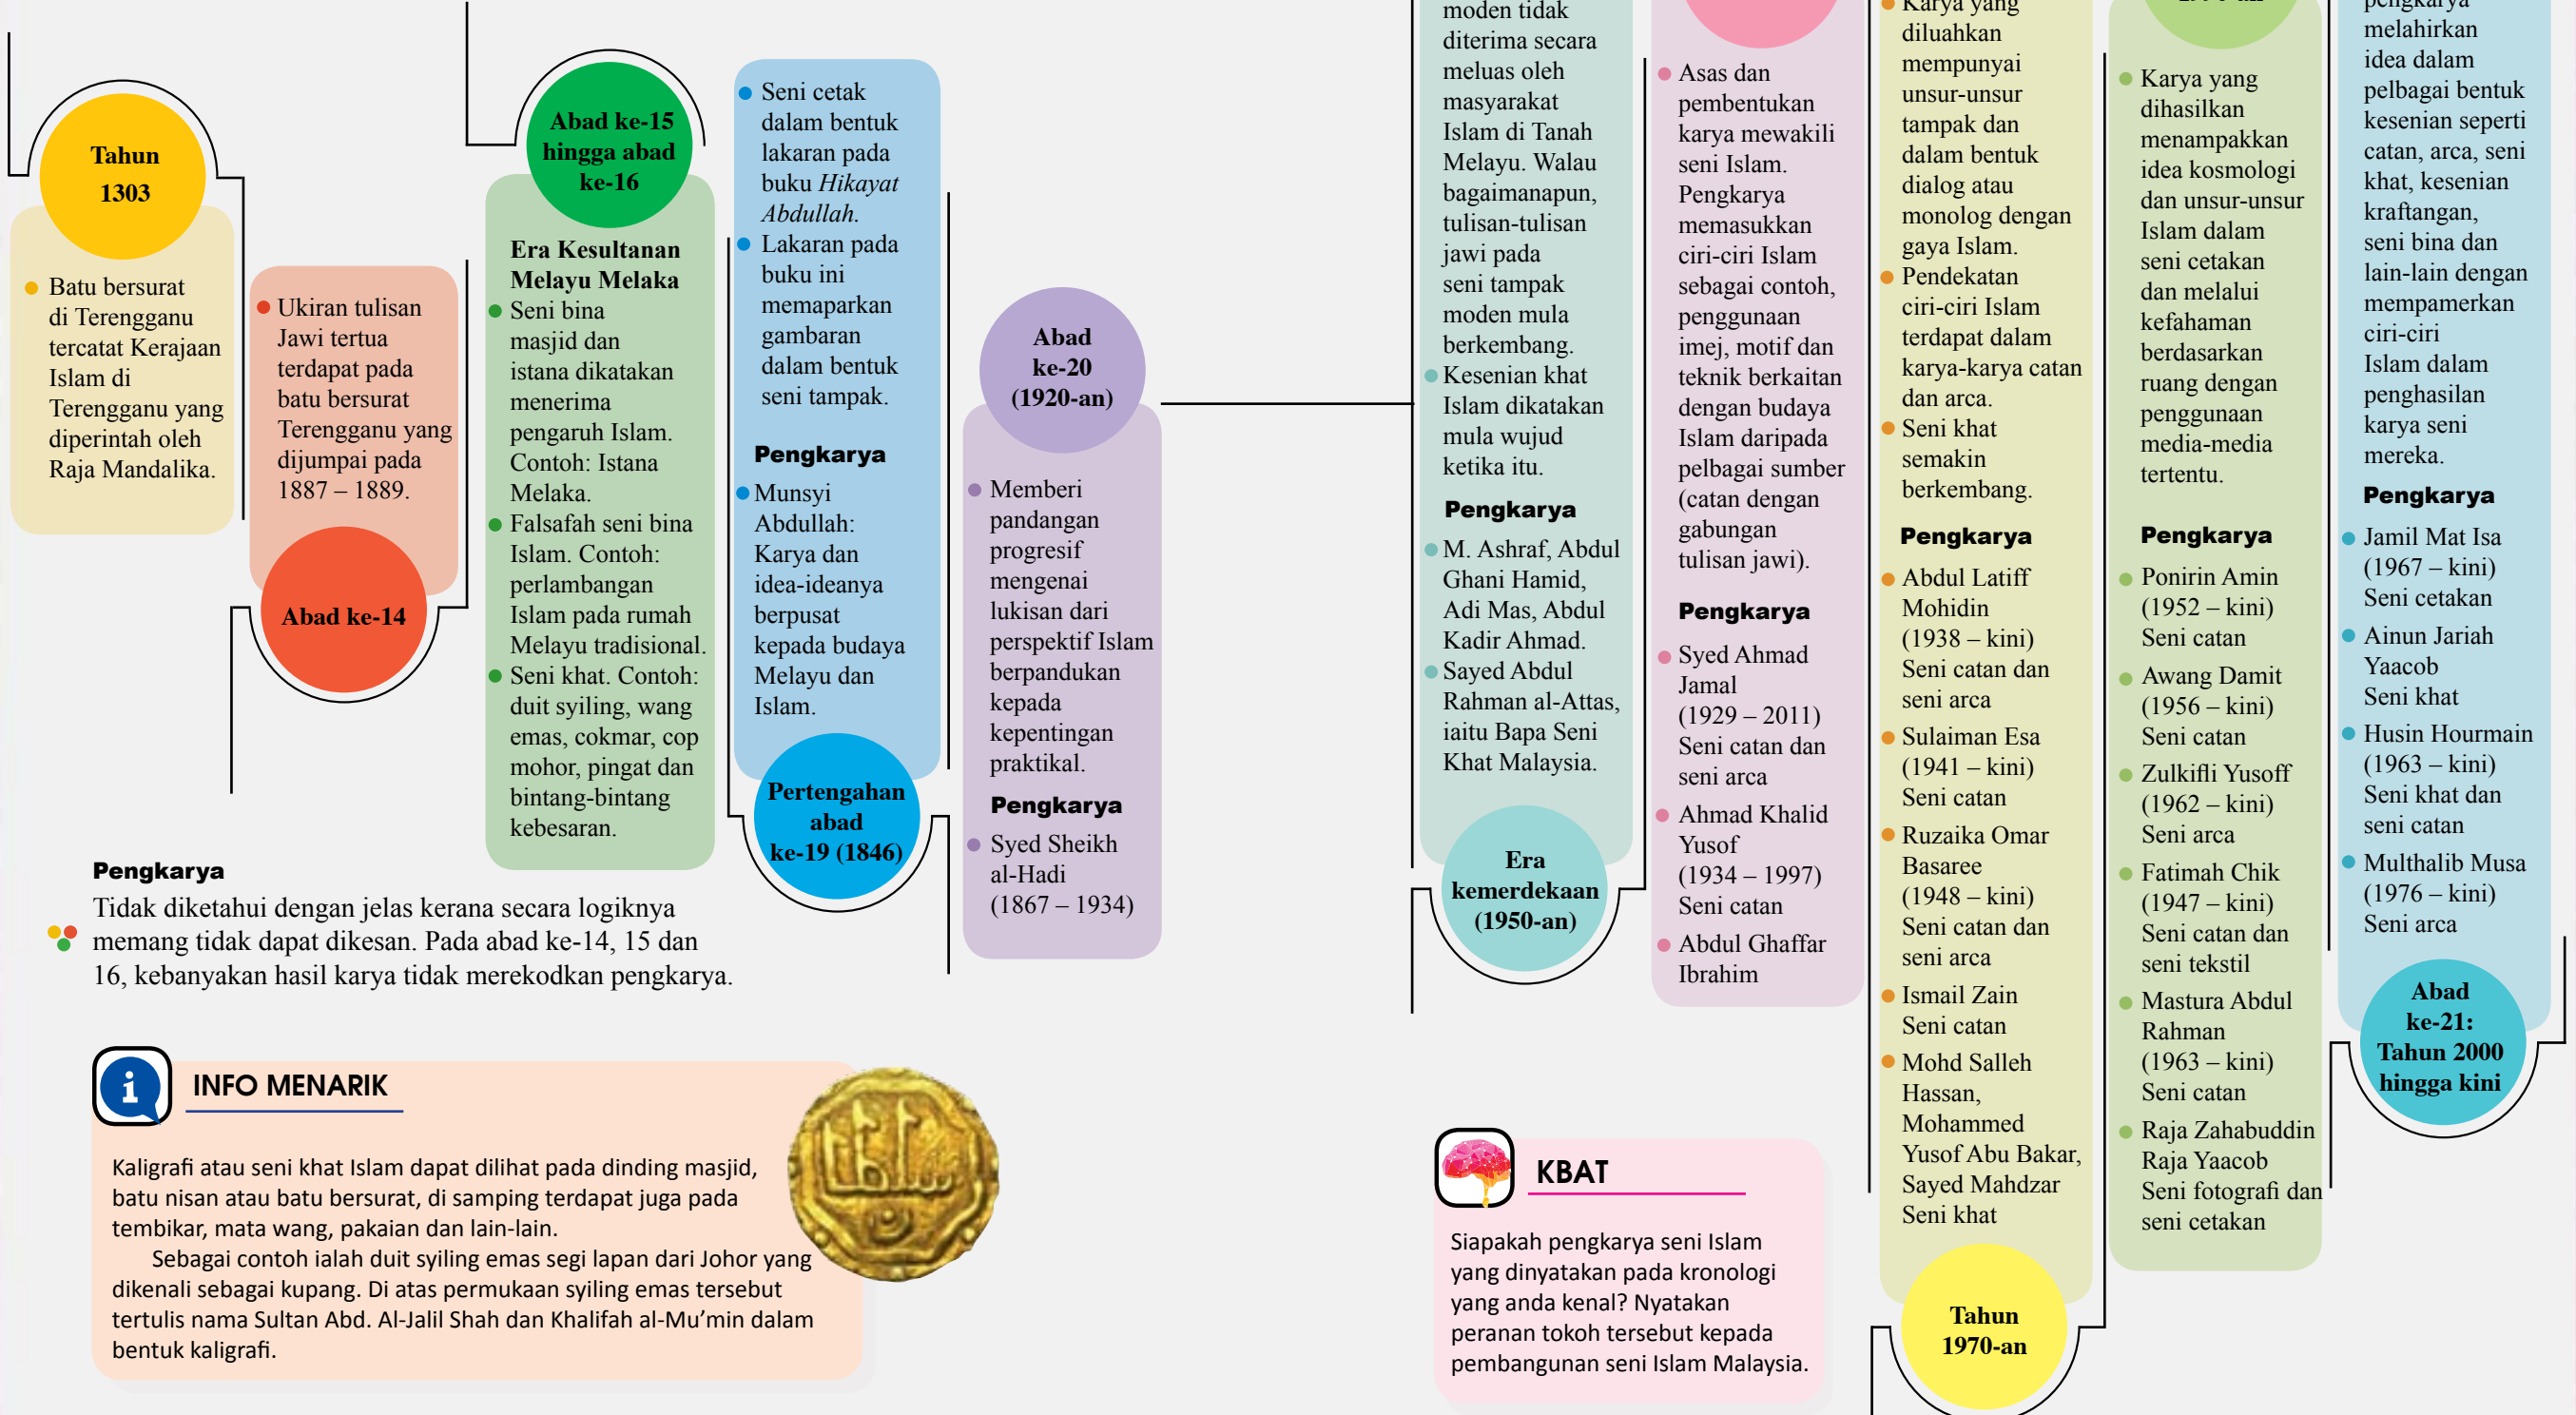 Tahun
1303
Batu bersurat
di Terengganu
tercatat Kerajaan
Islam di
Terengganu yang
diperintah oleh
Raja Mandalika.
Ukiran tulisan
Jawi tertua
terdapat pada
batu bersurat
Terengganu yang
dijumpai pada
1887 – 1889.
Abad ke-14
Abad ke-15
hingga abad
ke-16
Era Kesultanan
Melayu Melaka
Seni bina
masjid dan
istana dikatakan
menerima
pengaruh Islam.
Contoh: Istana
Melaka.
Falsafah seni bina
Islam. Contoh:
perlambangan
Islam pada rumah
Melayu tradisional.
Seni khat. Contoh:
duit syiling, wang
emas, cokmar, cop
mohor, pingat dan
bintang-bintang
kebesaran.
Pengkarya
Tidak diketahui dengan jelas kerana secara logiknya
memang tidak dapat dikesan. Pada abad ke-14, 15 dan
16, kebanyakan hasil karya tidak merekodkan pengkarya.
Seni cetak
dalam bentuk
lakaran pada
buku Hikayat
Abdullah.
Lakaran pada
buku ini
memaparkan
gambaran
dalam bentuk
seni tampak.
Pengkarya
Munsyi
Abdullah:
Karya dan
idea-ideanya
berpusat
kepada budaya
Melayu dan
Islam.
Pertengahan
abad
ke-19 (1846)
Abad
ke-20
(1920-an)
Memberi
pandangan
progresif
mengenai
lukisan dari
perspektif Islam
berpandukan
kepada
kepentingan
praktikal.
Pengkarya
Syed Sheikh
al-Hadi
(1867 – 1934)
INFO MENARIK
Kaligrafi atau seni khat Islam dapat dilihat pada dinding masjid,
batu nisan atau batu bersurat, di samping terdapat juga pada
tembikar, mata wang, pakaian dan lain-lain.
Sebagai contoh ialah duit syiling emas segi lapan dari Johor yang
dikenali sebagai kupang. Di atas permukaan syiling emas tersebut
tertulis nama Sultan Abd. Al-Jalil Shah dan Khalifah al-Mu’min dalam
bentuk kaligrafi.
moden tidak
diterima secara
meluas oleh
masyarakat
Islam di Tanah
Melayu. Walau
bagaimanapun,
tulisan-tulisan
jawi pada
seni tampak
moden mula
berkembang.
Kesenian khat
Islam dikatakan
mula wujud
ketika itu.
Pengkarya
M. Ashraf, Abdul
Ghani Hamid,
Adi Mas, Abdul
Kadir Ahmad.
Sayed Abdul
Rahman al-Attas,
iaitu Bapa Seni
Khat Malaysia.
Era
kemerdekaan
(1950-an)
Asas dan
pembentukan
karya mewakili
seni Islam.
Pengkarya
memasukkan
ciri-ciri Islam
sebagai contoh,
penggunaan
imej, motif dan
teknik berkaitan
dengan budaya
Islam daripada
pelbagai sumber
(catan dengan
gabungan
tulisan jawi).
Pengkarya
Syed Ahmad
Jamal
(1929 – 2011)
Seni catan dan
seni arca
Ahmad Khalid
Yusof
(1934 – 1997)
Seni catan
Abdul Ghaffar
Ibrahim
Karya yang
diluahkan
mempunyai
unsur-unsur
tampak dan
dalam bentuk
dialog atau
monolog dengan
gaya Islam.
Pendekatan
ciri-ciri Islam
terdapat dalam
karya-karya catan
dan arca.
Seni khat
semakin
berkembang.
Pengkarya
Abdul Latiff
Mohidin
(1938 – kini)
Seni catan dan
seni arca
Sulaiman Esa
(1941 – kini)
Seni catan
Ruzaika Omar
Basaree
(1948 – kini)
Seni catan dan
seni arca
Ismail Zain
Seni catan
Mohd Salleh
Hassan,
Mohammed
Yusof Abu Bakar,
Sayed Mahdzar
Seni khat
Tahun
1970-an
Karya yang
dihasilkan
menampakkan
idea kosmologi
dan unsur-unsur
Islam dalam
seni cetakan
dan melalui
kefahaman
berdasarkan
ruang dengan
penggunaan
media-media
tertentu.
Pengkarya
Ponirin Amin
(1952 – kini)
Seni catan
Awang Damit
(1956 – kini)
Seni catan
Zulkifli Yusoff
(1962 – kini)
Seni arca
Fatimah Chik
(1947 – kini)
Seni catan dan
seni tekstil
Mastura Abdul
Rahman
(1963 – kini)
Seni catan
Raja Zahabuddin
Raja Yaacob
Seni fotografi dan
seni cetakan
pengkarya
melahirkan
idea dalam
pelbagai bentuk
kesenian seperti
catan, arca, seni
khat, kesenian
kraftangan,
seni bina dan
lain-lain dengan
mempamerkan
ciri-ciri
Islam dalam
penghasilan
karya seni
mereka.
Pengkarya
Jamil Mat Isa
(1967 – kini)
Seni cetakan
Ainun Jariah
Yaacob
Seni khat
Husin Hourmain
(1963 – kini)
Seni khat dan
seni catan
Multhalib Musa
(1976 – kini)
Seni arca
Abad
ke-21:
Tahun 2000
hingga kini
KBAT
Siapakah pengkarya seni Islam
yang dinyatakan pada kronologi
yang anda kenal? Nyatakan
peranan tokoh tersebut kepada
pembangunan seni Islam Malaysia.